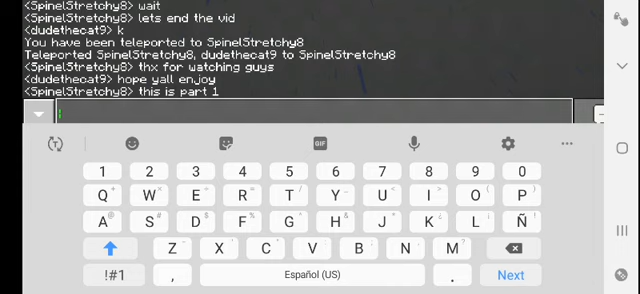 <SpinelStretchy8> wait
<SpinelStretchy8> lets end the vid
<dudethecat9> k
You have been teleported to SpinelStretchy8
Teleported SpinelStretchy8, dudethecat9 to SpinelStretchy8
<SpinelStretchy8> thx for watching guys
<dudethecat9> hope yall enjoy
<SpinelStretchy8> this is part 1
GIF
1 2 3 4 5 6 7 8 9 0
Q W E R T Y U I O P
A S D F G H J K L Ñ
Z X C V B N M
!#1 , Español (US) . Next